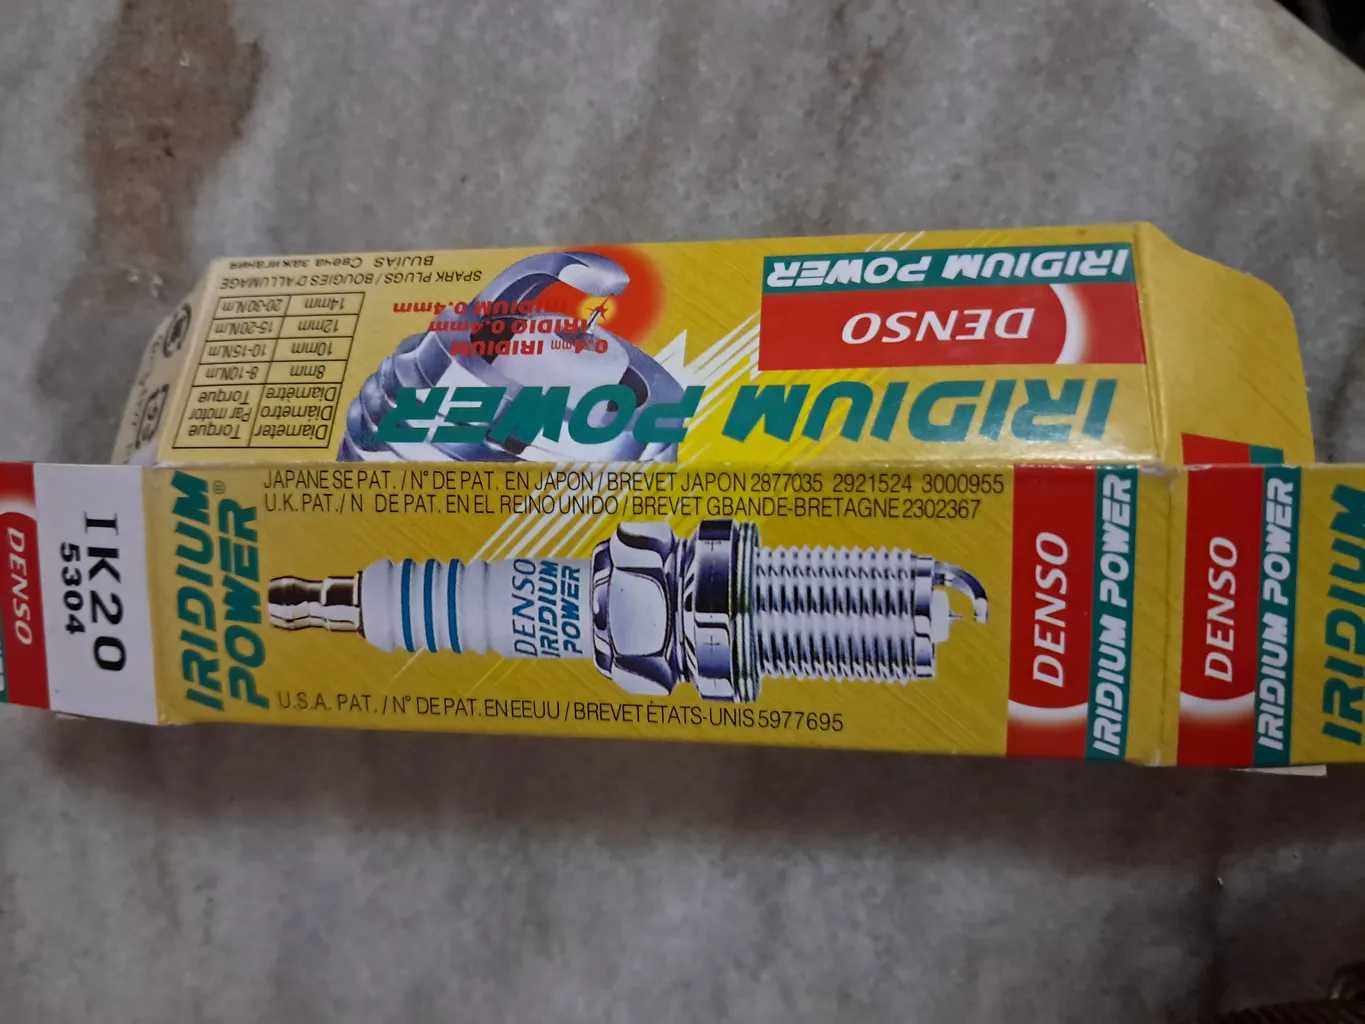 SPARK PLUGS / BOUGIES D'ALLUMAGE
BUJÍAS Свеча зажигания
Diameter
Diámetro
Diamètre
Torque
Par motor
Torque
8mm 8-10N.m
10mm 10-15N.m
12mm 15-20N.m
14mm 20-30N.m
0.4mm IRIDIUM
IRIDIO 0.4mm
IRIDIUM 0.4mm
IRIDIUM POWER®
DENSO
IRIDIUM POWER
DENSO
IK20
5304
IRIDIUM
POWER®
JAPANESE PAT. / N° DE PAT. EN JAPON / BREVET JAPON 2877035 2921524 3000955
U.K. PAT. / N DE PAT. EN EL REINO UNIDO / BREVET GBANDE-BRETAGNE 2302367
DENSO
IRIDIUM
POWER
U.S.A. PAT. / N° DE PAT. EN EEUU / BREVET ÉTATS-UNIS 5977695
DENSO
IRIDIUM POWER
DENSO
IRIDIUM POWER
IRIDIUM